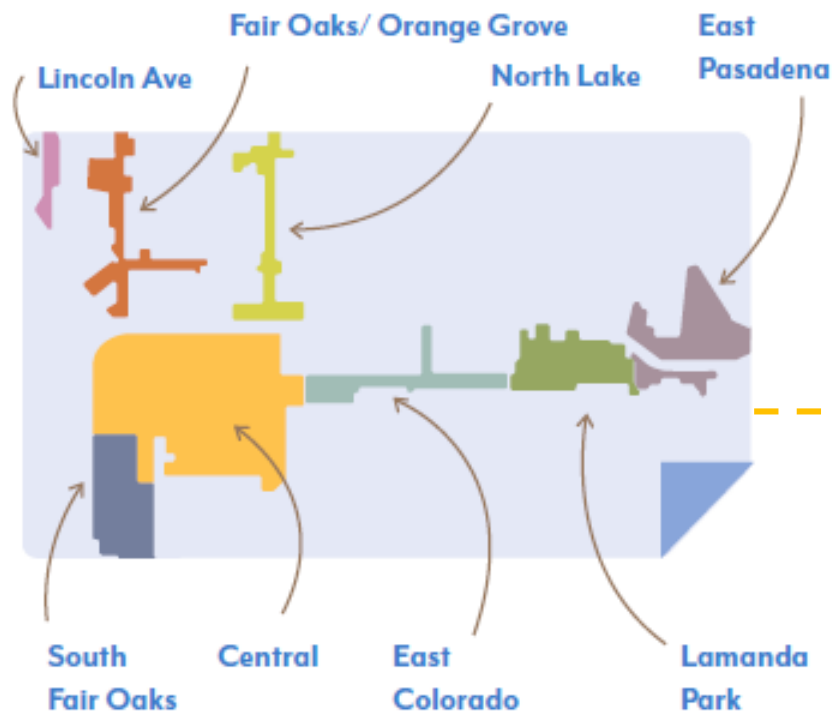 Fair Oaks/ Orange Grove
East
Pasadena
Lincoln Ave
North Lake
South
Fair Oaks
Central
East
Colorado
Lamanda
Park